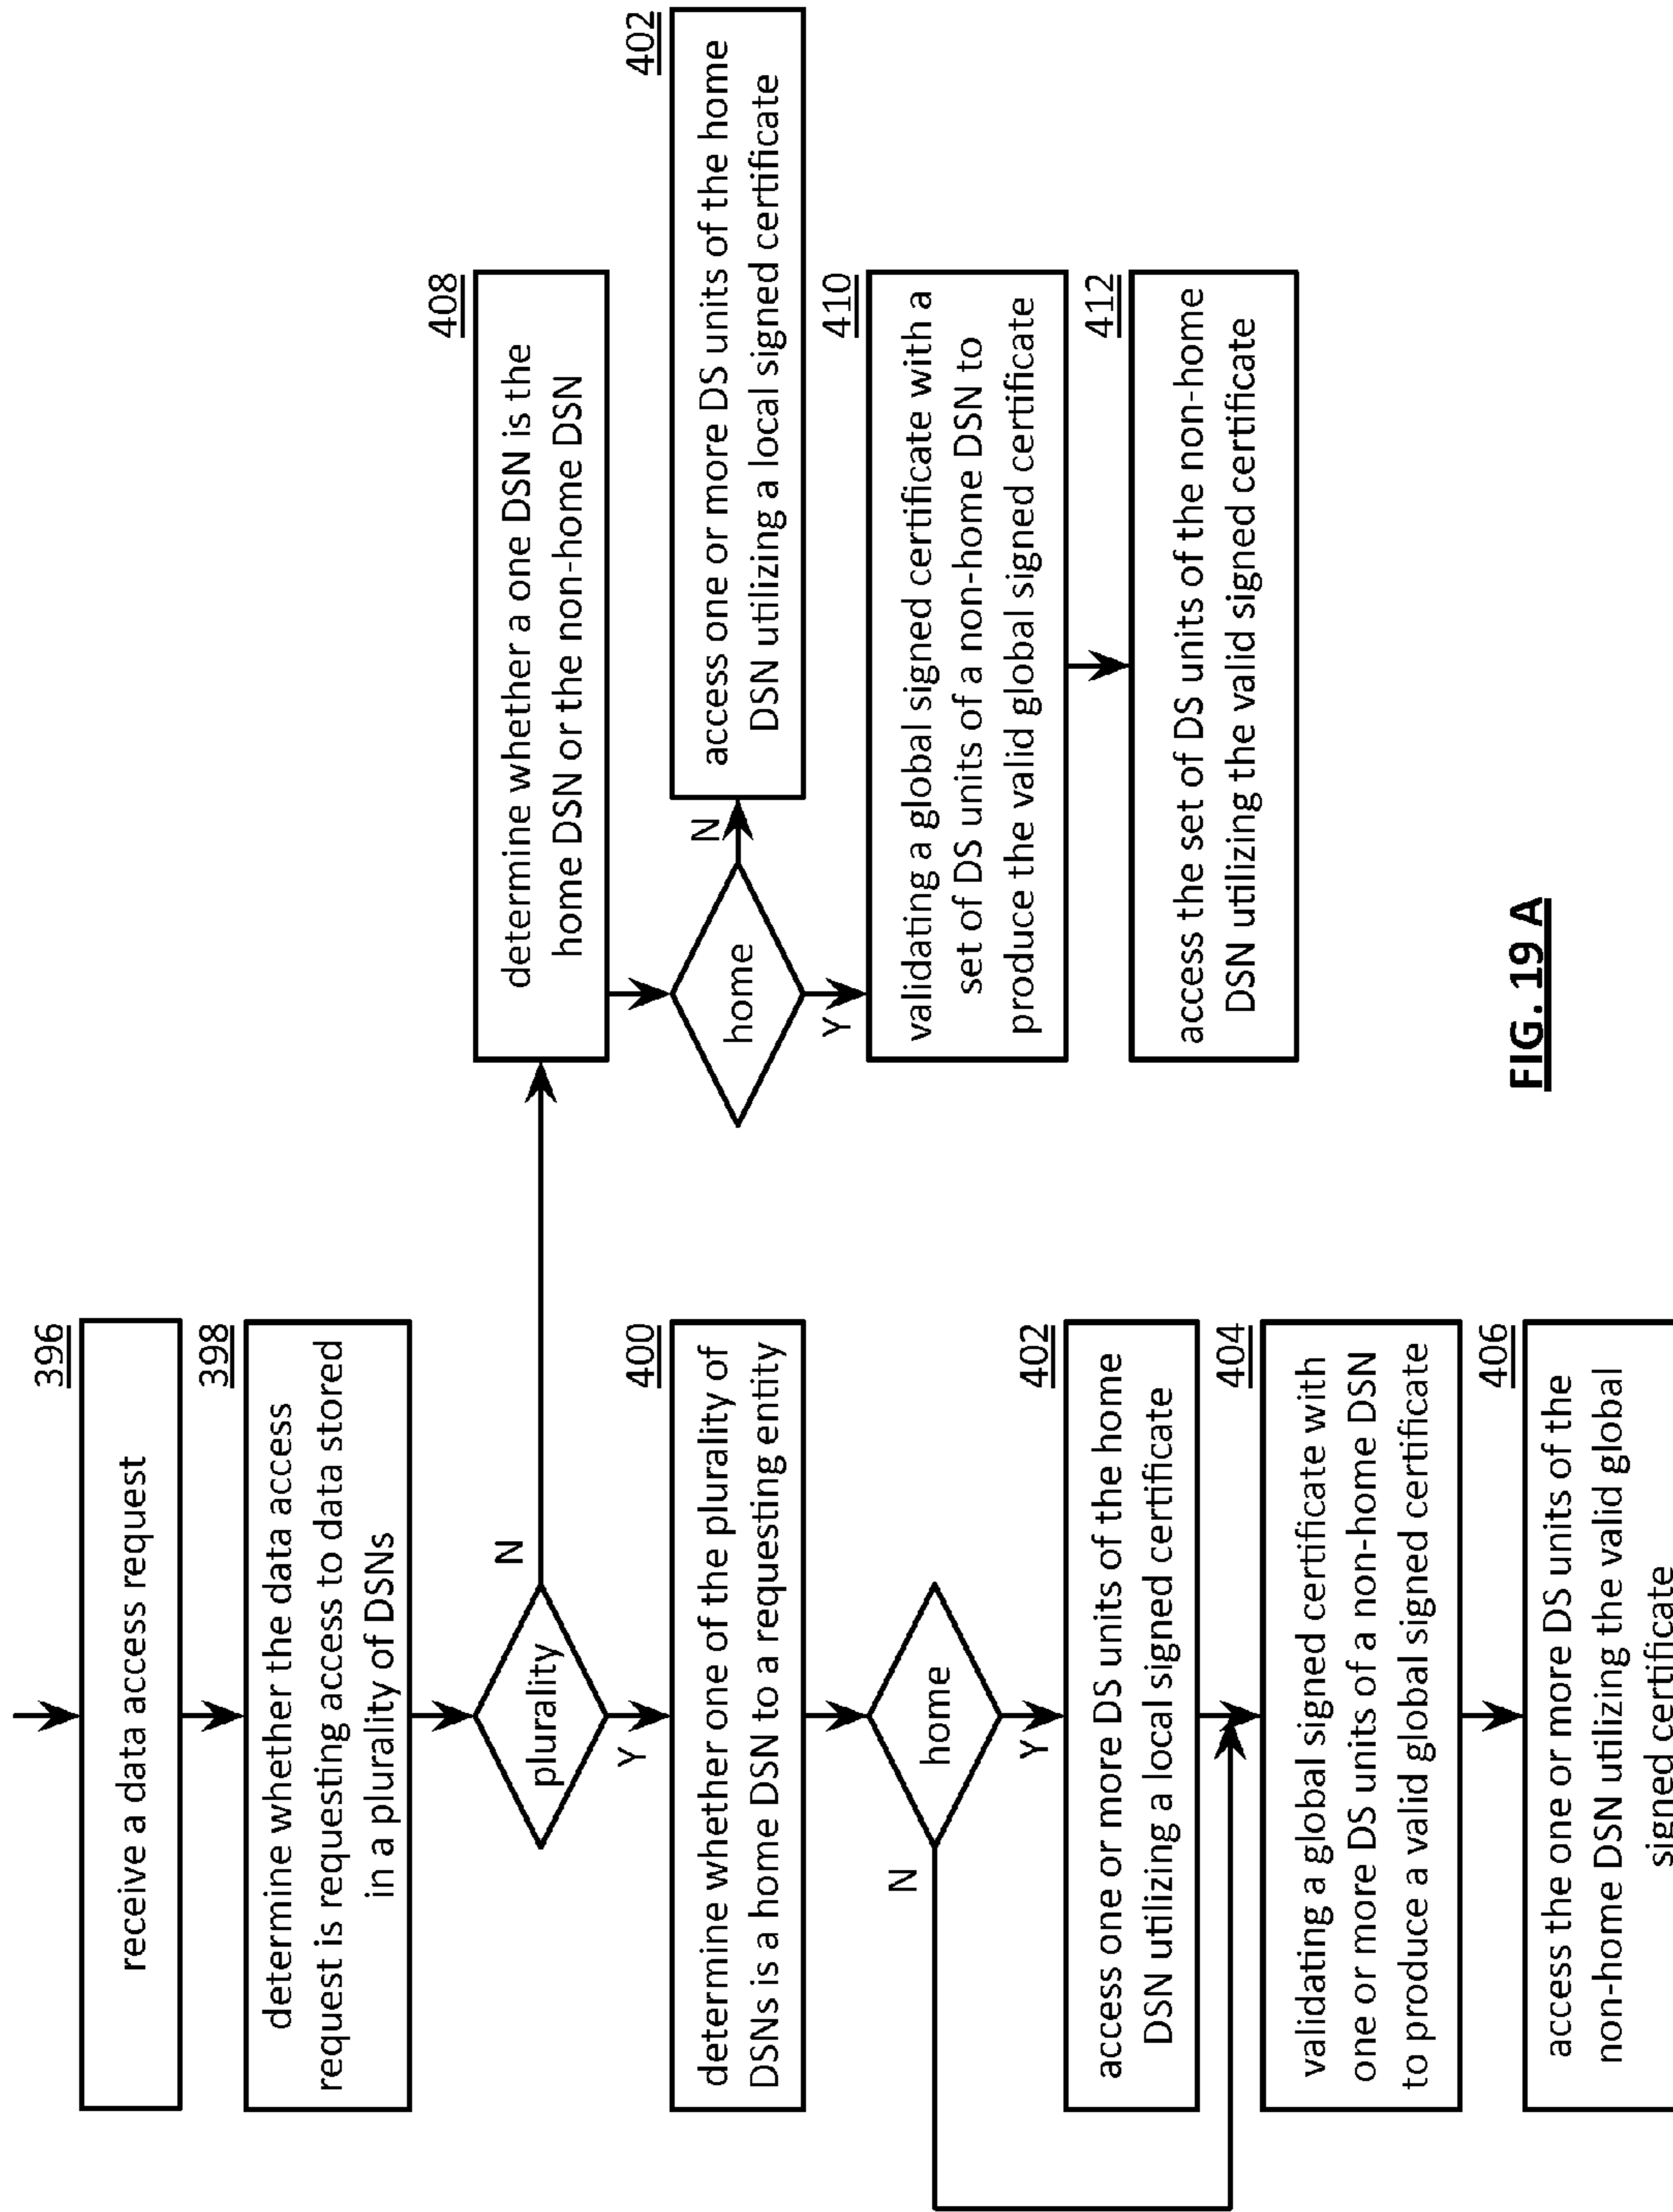 396
receive a data access request
398
determine whether the data access
request is requesting access to data stored
in a plurality of DSNs
plurality
N
Y
400
determine whether one of the plurality of
DSNs is a home DSN to a requesting entity
home
N
Y
402
access one or more DS units of the home
DSN utilizing a local signed certificate
404
validating a global signed certificate with
one or more DS units of a non-home DSN
to produce a valid global signed certificate
406
access the one or more DS units of the
non-home DSN utilizing the valid global
signed certificate
408
determine whether a one DSN is the
home DSN or the non-home DSN
home
N
Y
402
access one or more DS units of the home
DSN utilizing a local signed certificate
410
validating a global signed certificate with a
set of DS units of a non-home DSN to
produce the valid global signed certificate
412
access the set of DS units of the non-home
DSN utilizing the valid signed certificate
FIG. 19 A